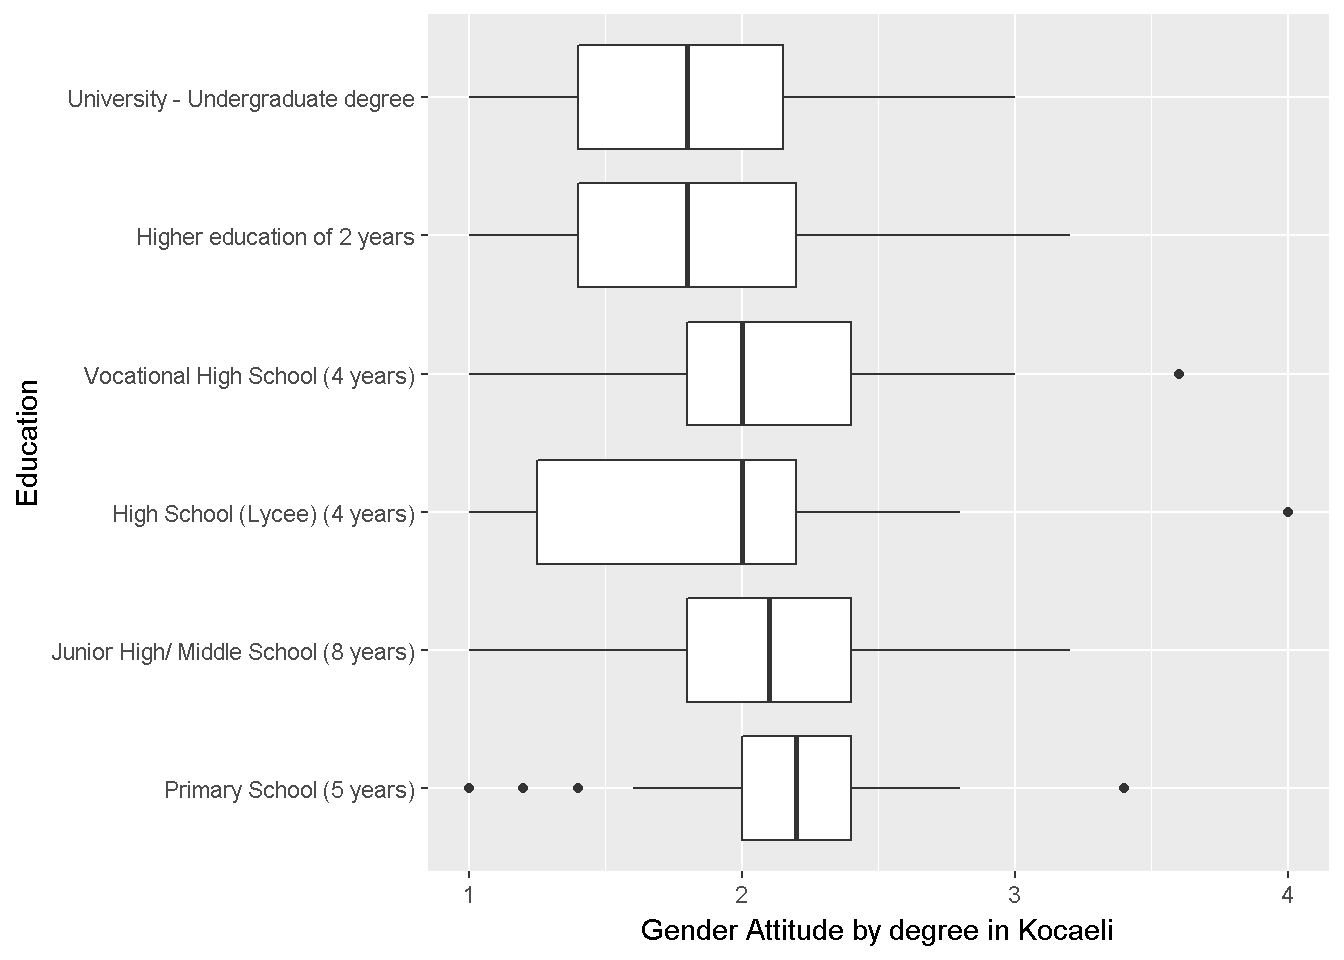 University - Undergraduate degree
Higher education of 2 years
Vocational High School (4 years)
High School (Lycee) (4 years)
Junior High/ Middle School (8 years)
Primary School (5 years)
Education
1 2 3 4
Gender Attitude by degree in Kocaeli